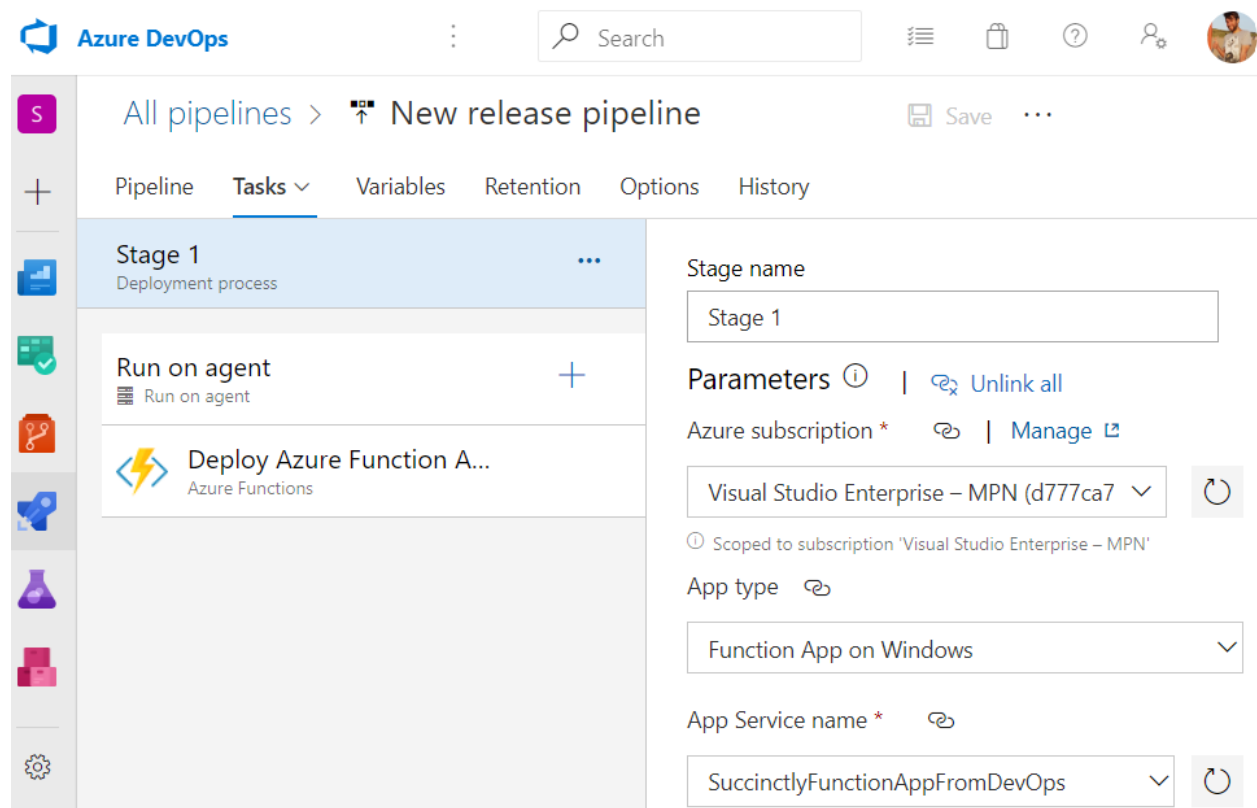 Azure DevOps
Search
S
All pipelines > New release pipeline
Save ...
Pipeline Tasks Variables Retention Options History
Stage 1
Deployment process
Run on agent
Run on agent
Deploy Azure Function A...
Azure Functions
Stage name
Stage 1
Parameters | Unlink all
Azure subscription * | Manage
Visual Studio Enterprise – MPN (d777ca7
Scoped to subscription 'Visual Studio Enterprise – MPN'
App type
Function App on Windows
App Service name *
SuccinctlyFunctionAppFromDevOps